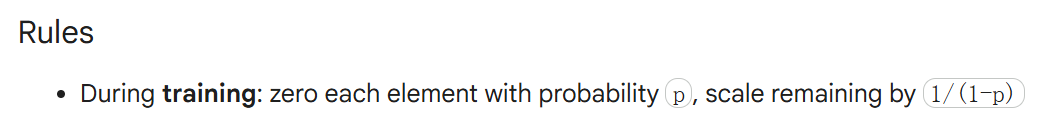 Rules
• During training: zero each element with probability p, scale remaining by 1/(1-p)